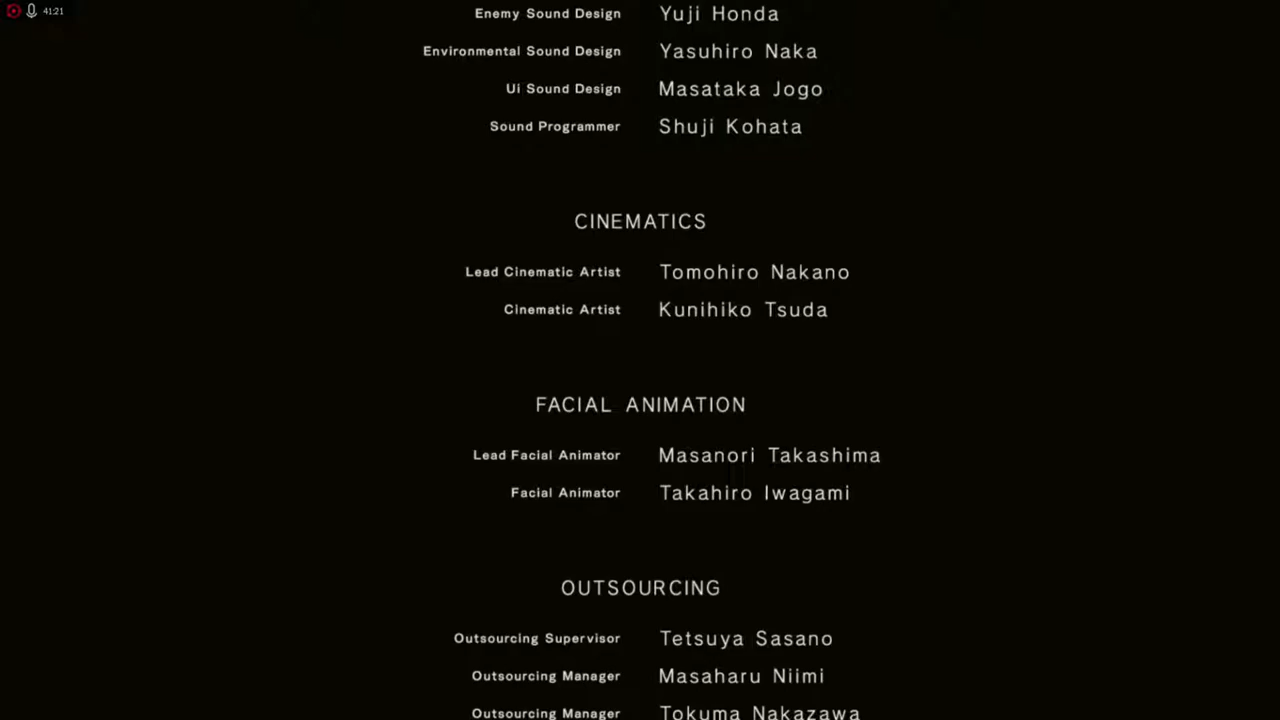 41:21
Enemy Sound Design Yuji Honda
Environmental Sound Design Yasuhiro Naka
Ui Sound Design Masataka Jogo
Sound Programmer Shuji Kohata
CINEMATICS
Lead Cinematic Artist Tomohiro Nakano
Cinematic Artist Kunihiko Tsuda
FACIAL ANIMATION
Lead Facial Animator Masanori Takashima
Facial Animator Takahiro Iwagami
OUTSOURCING
Outsourcing Supervisor Tetsuya Sasano
Outsourcing Manager Masaharu Niimi
Outsourcing Manager Tokuma Nakazawa